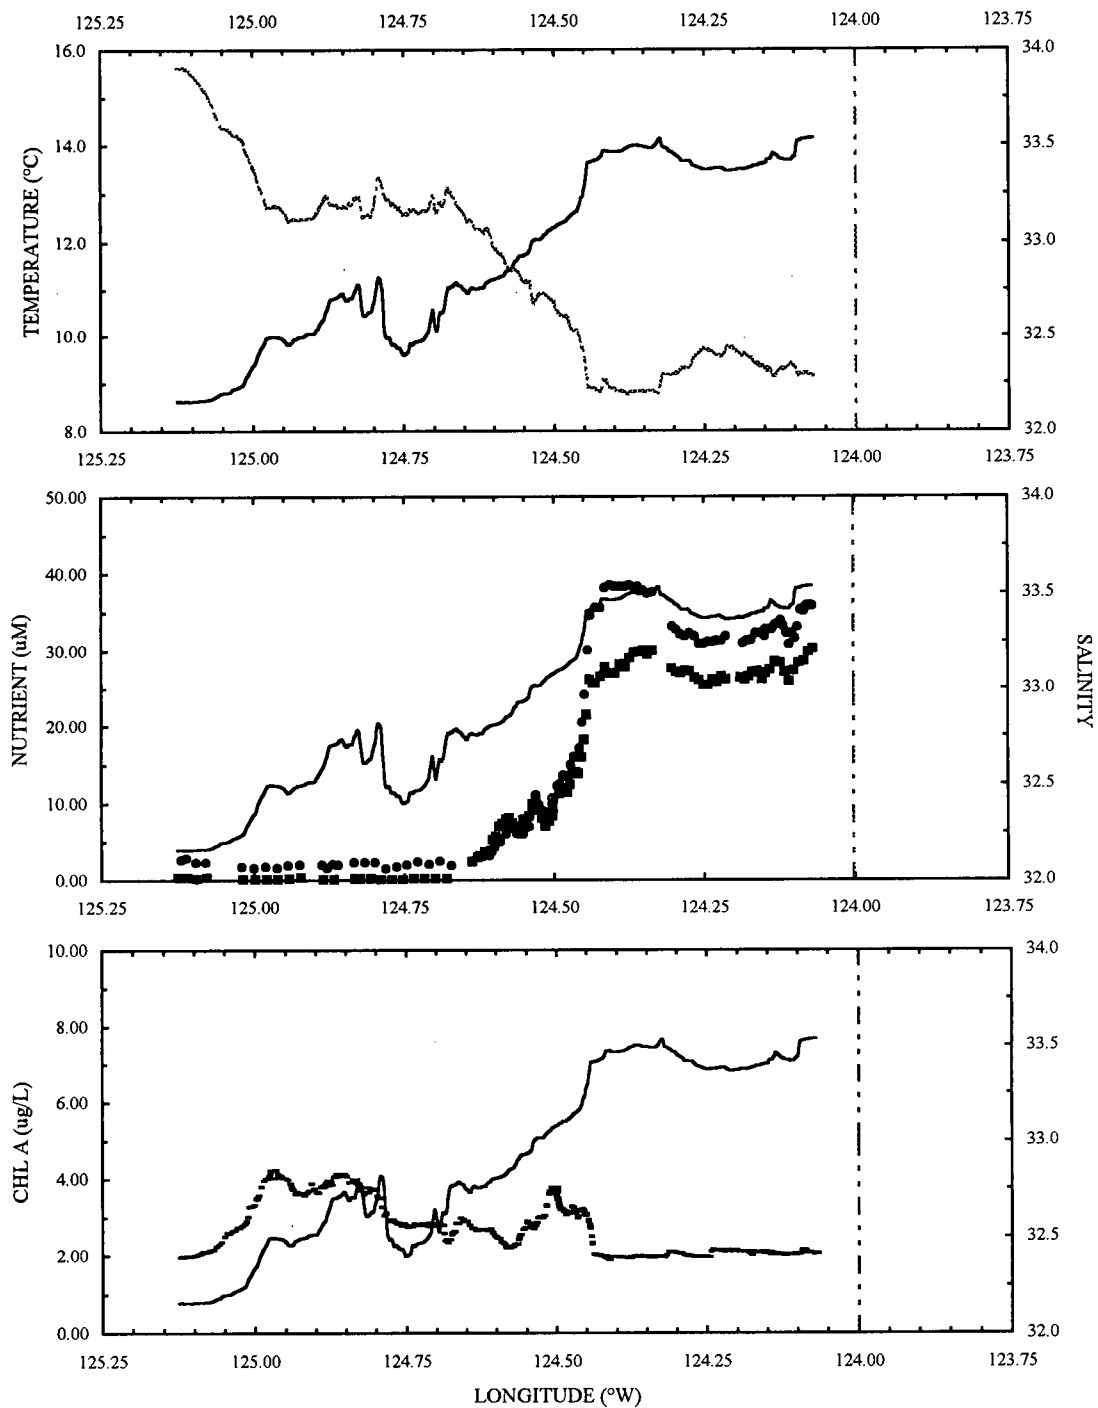 125.25 125.00 124.75 124.50 124.25 124.00 123.75
16.0 34.0
14.0 33.5
12.0 33.0
10.0 32.5
8.0 32.0
TEMPERATURE (°C)
125.25 125.00 124.75 124.50 124.25 124.00 123.75
50.00 34.0
40.00 33.5
30.00 33.0
20.00 32.5
10.00
0.00 32.0
NUTRIENT (uM)
SALINITY
125.25 125.00 124.75 124.50 124.25 124.00 123.75
10.00 34.0
8.00 33.5
6.00 33.0
4.00 32.5
2.00
0.00 32.0
CHL A (ug/L)
125.25 125.00 124.75 124.50 124.25 124.00 123.75
LONGITUDE (°W)